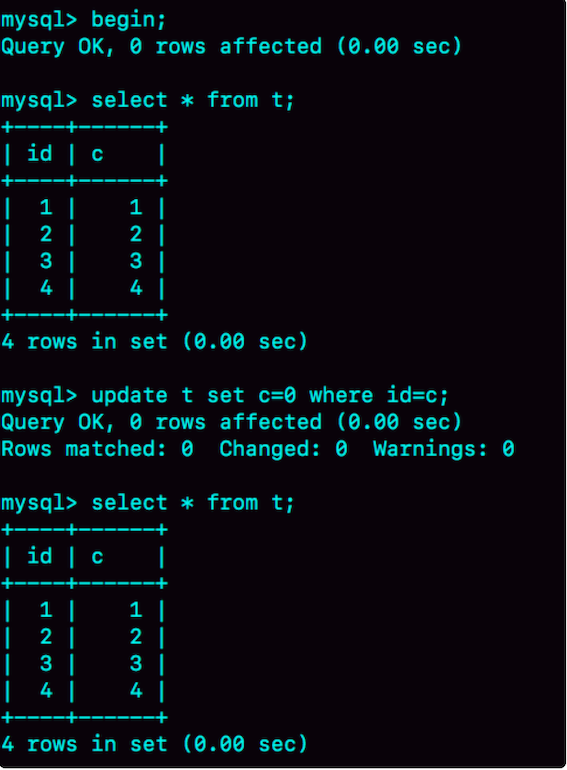 mysql> begin;
Query OK, 0 rows affected (0.00 sec)

mysql> select * from t;
+----+------+
| id | c    |
+----+------+
|  1 |    1 |
|  2 |    2 |
|  3 |    3 |
|  4 |    4 |
+----+------+
4 rows in set (0.00 sec)

mysql> update t set c=0 where id=c;
Query OK, 0 rows affected (0.00 sec)
Rows matched: 0  Changed: 0  Warnings: 0

mysql> select * from t;
+----+------+
| id | c    |
+----+------+
|  1 |    1 |
|  2 |    2 |
|  3 |    3 |
|  4 |    4 |
+----+------+
4 rows in set (0.00 sec)